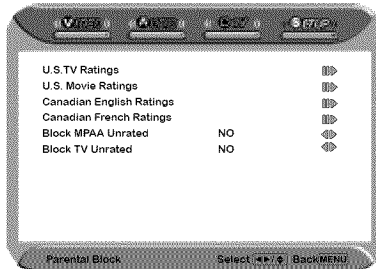 SETUP
U.S.TV Ratings
U.S. Movie Ratings
Canadian English Ratings
Canadian French Ratings
Block MPAA Unrated NO
Block TV Unrated NO
Parental Block Select ◄►/♦ Back MENU